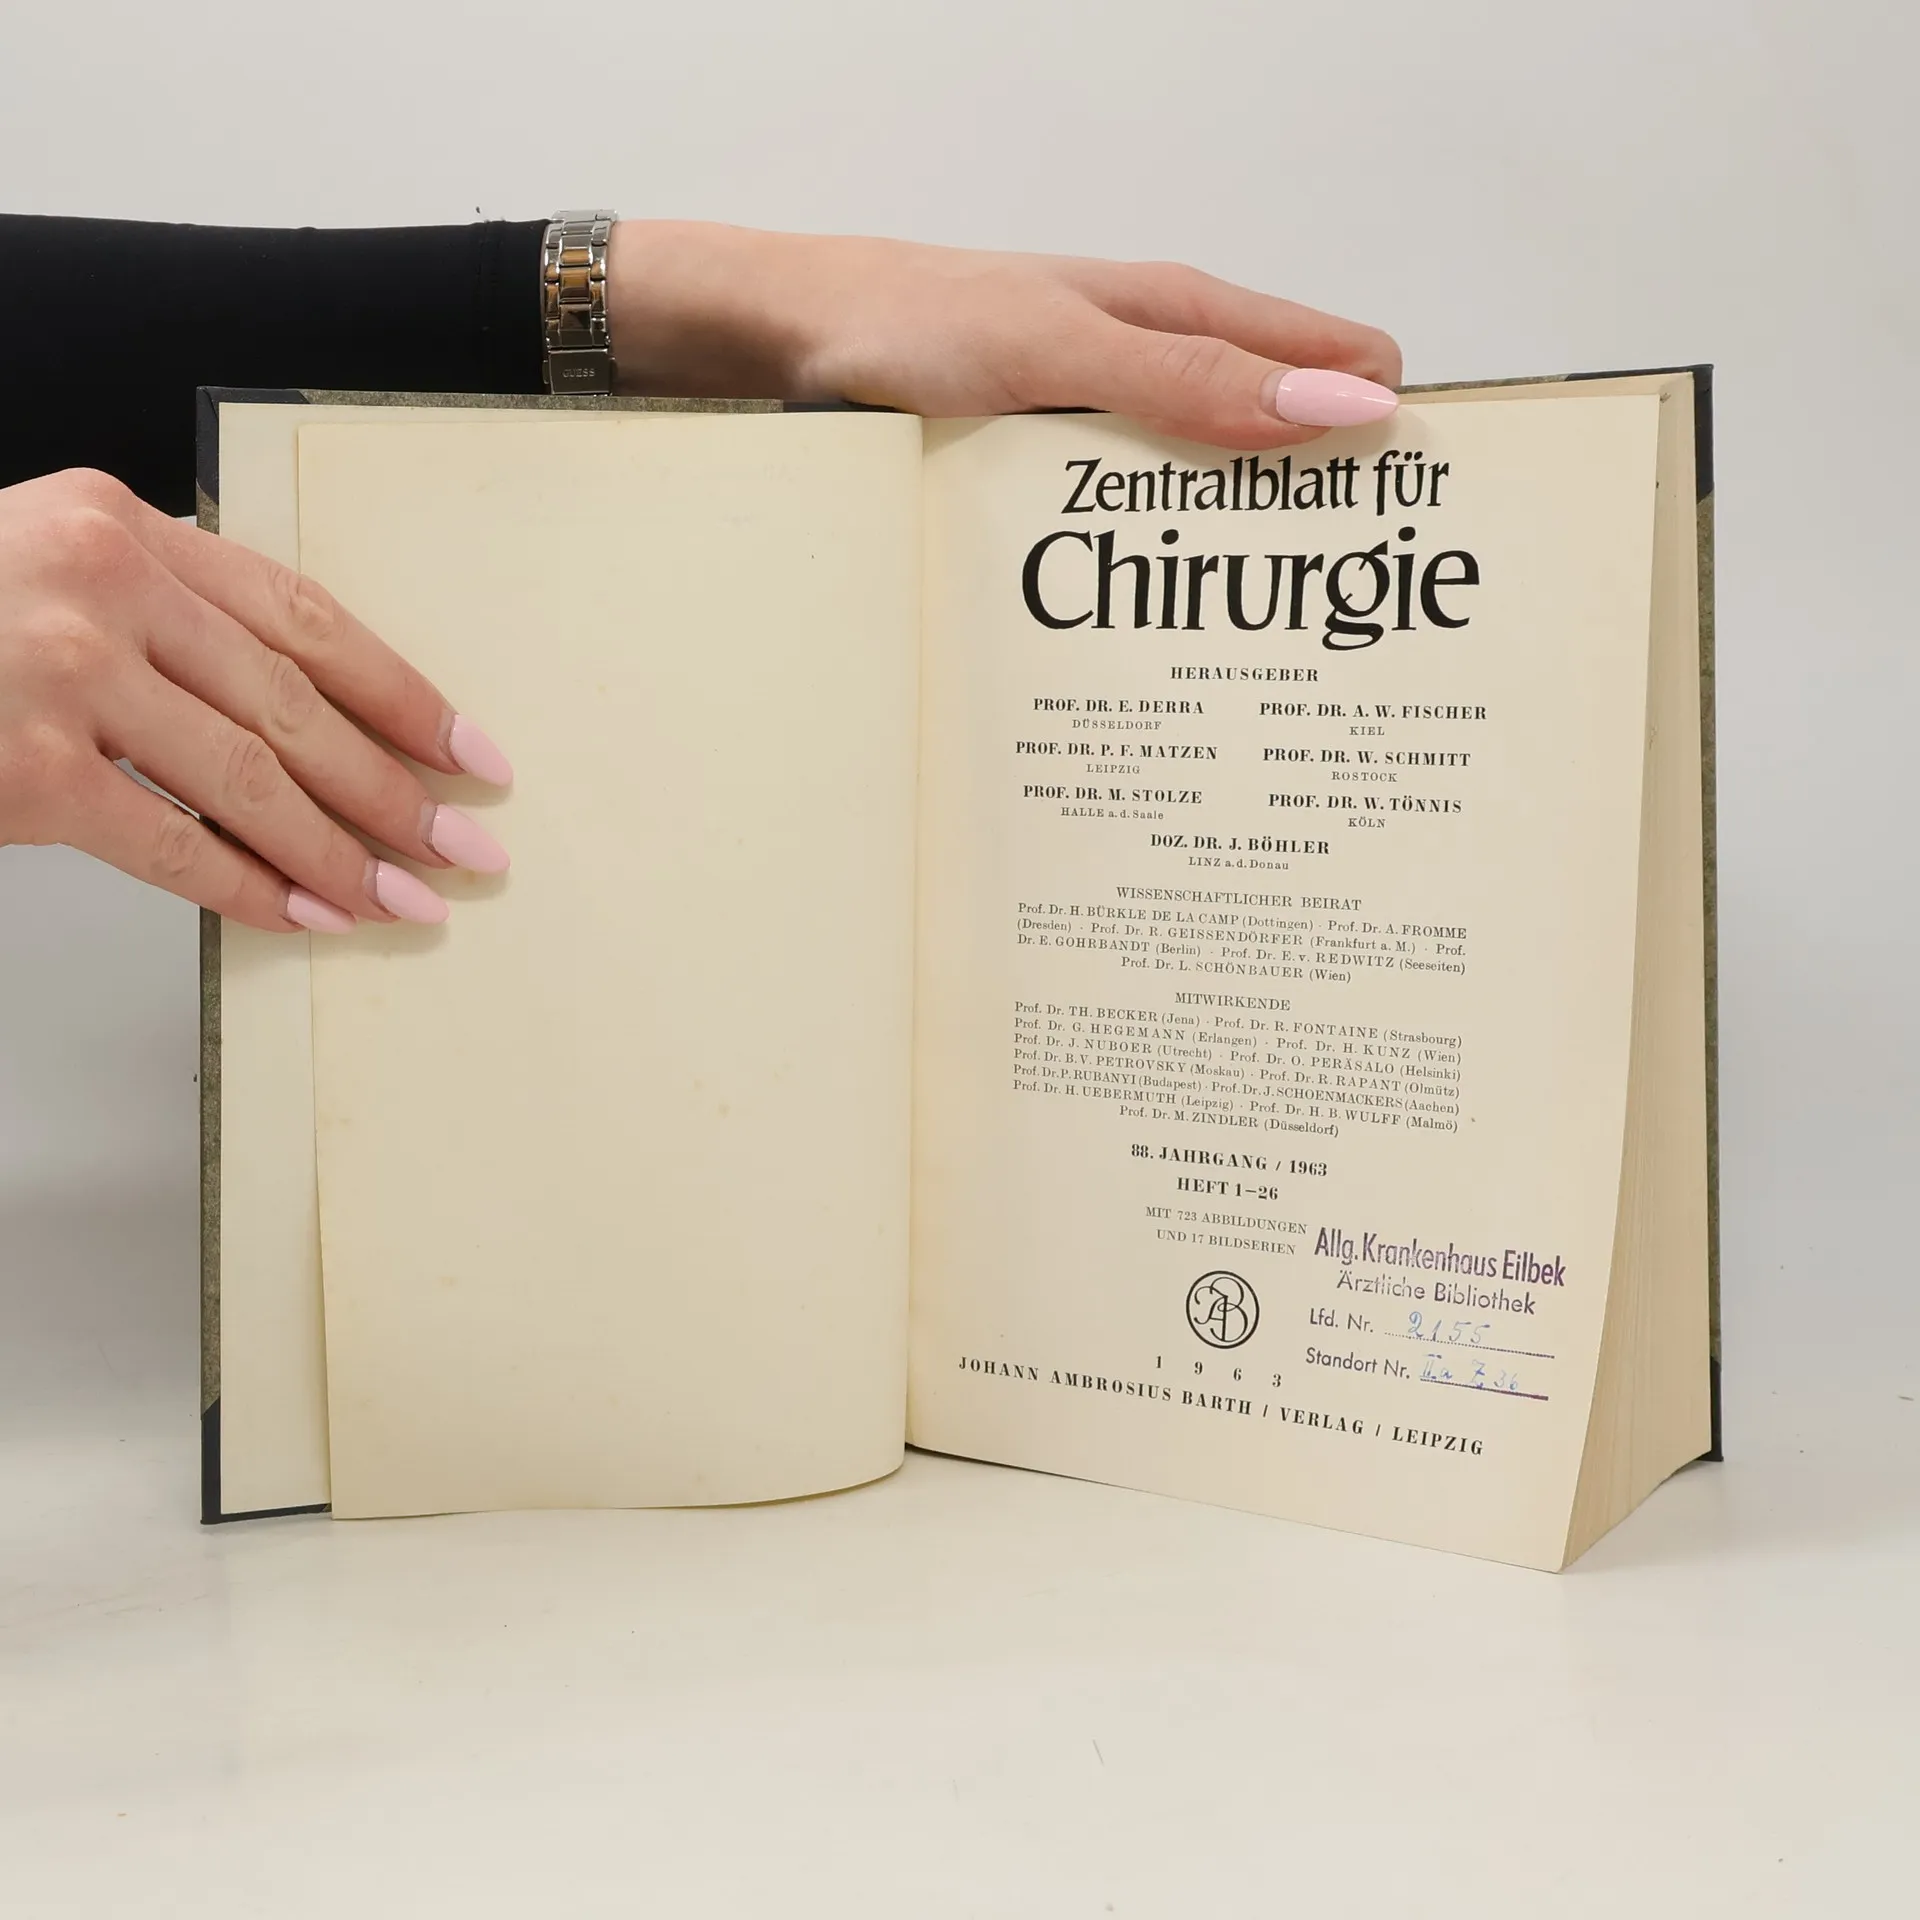 GUESS
Zentralblatt für
Chirurgie
HERAUSGEBER
PROF. DR. E. DERRA
DÜSSELDORF
PROF. DR. A. W. FISCHER
KIEL
PROF. DR. P. F. MATZEN
LEIPZIG
PROF. DR. W. SCHMITT
ROSTOCK
PROF. DR. M. STOLZE
HALLE a. d. Saale
PROF. DR. W. TÖNNIS
KÖLN
DOZ. DR. J. BÖHLER
LINZ a. d. Donau
WISSENSCHAFTLICHER BEIRAT
Prof. Dr. H. BÜRKLE DE LA CAMP (Dottingen) · Prof. Dr. A. FROMME
(Dresden) · Prof. Dr. R. GEISSENDÖRFER (Frankfurt a. M.) · Prof.
Dr. E. GOHRBANDT (Berlin) · Prof. Dr. E. v. REDWITZ (Seeseiten)
Prof. Dr. L. SCHÖNBAUER (Wien)
MITWIRKENDE
Prof. Dr. TH. BECKER (Jena) · Prof. Dr. R. FONTAINE (Strasbourg)
Prof. Dr. G. HEGEMANN (Erlangen) · Prof. Dr. H. KUNZ (Wien)
Prof. Dr. J. NUBOER (Utrecht) · Prof. Dr. O. PERÄSALO (Helsinki)
Prof. Dr. B. V. PETROVSKY (Moskau) · Prof. Dr. R. RAPANT (Olmütz)
Prof. Dr. P. RUBANYI (Budapest) · Prof. Dr. J. SCHOENMACKERS (Aachen)
Prof. Dr. H. UEBERMUTH (Leipzig) · Prof. Dr. H. B. WULFF (Malmö)
Prof. Dr. M. ZINDLER (Düsseldorf)
88. JAHRGANG / 1963
HEFT 1–26
MIT 723 ABBILDUNGEN
UND 17 BILDSERIEN
Allg. Krankenhaus Eilbek
Ärztliche Bibliothek
Lfd. Nr. 2155
Standort Nr. IIa Z 36
JAB
1963
JOHANN AMBROSIUS BARTH / VERLAG / LEIPZIG